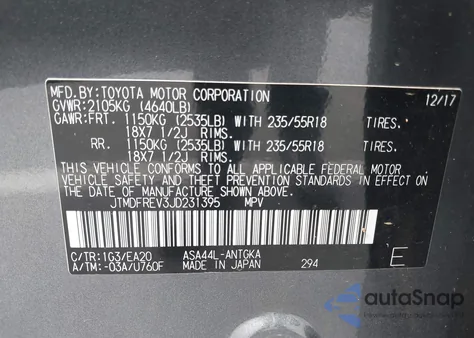 MFD.BY:TOYOTA MOTOR CORPORATION 12/17
GVWR:2105KG (4640LB)
GAWR:FRT. 1150KG (2535LB) WITH 235/55R18 TIRES.
18X7 1/2J RIMS.
RR. 1150KG (2535LB) WITH 235/55R18 TIRES.
18X7 1/2J RIMS.
THIS VEHICLE CONFORMS TO ALL APPLICABLE FEDERAL MOTOR
VEHICLE SAFETY AND THEFT PREVENTION STANDARDS IN EFFECT
ON THE DATE OF MANUFACTURE SHOWN ABOVE.
JTMDFREV3JD231395 MPV
C/TR:1G3/EA20 ASA44L-ANTGKA E
A/TM:-03A/U760F MADE IN JAPAN 294
autoSnap